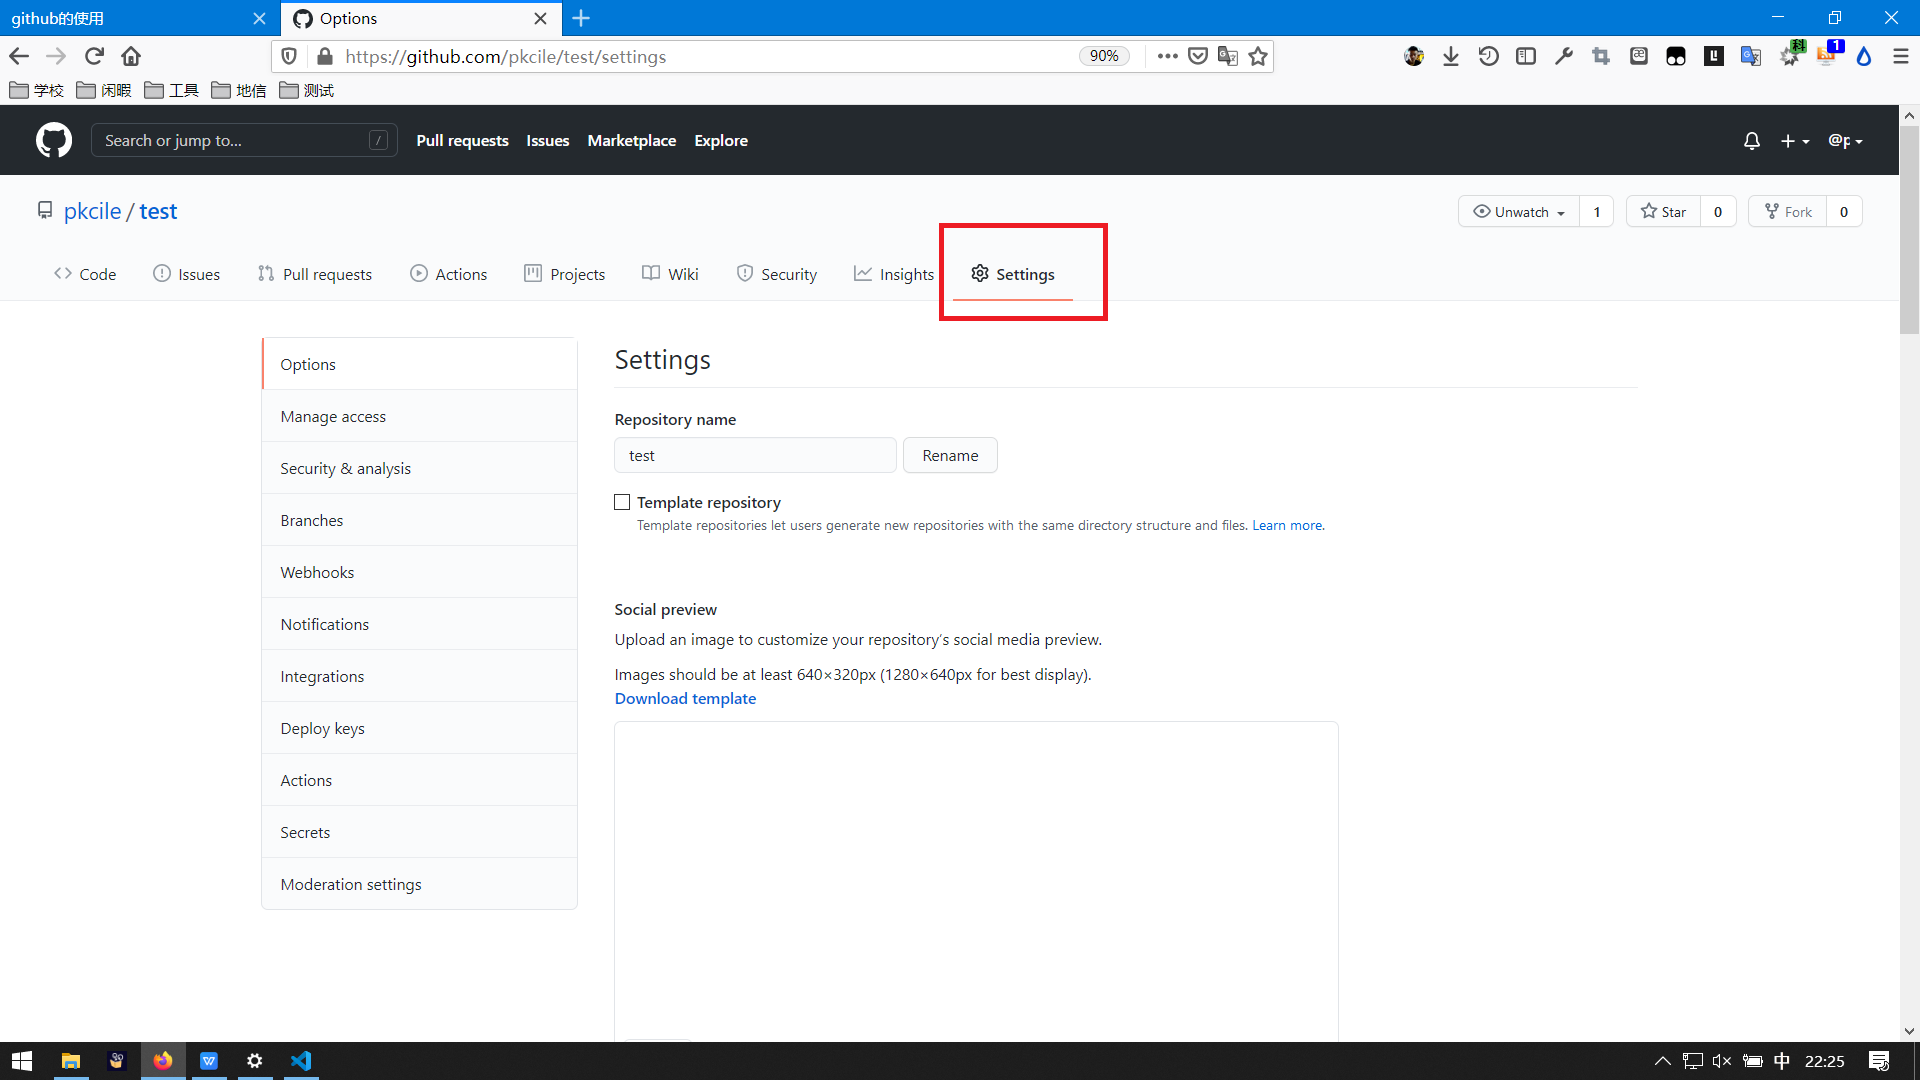 github的使用
Options
https://github.com/pkcile/test/settings
90%
科
1
学校 闲暇 工具 地信 测试
Search or jump to... /
Pull requests Issues Marketplace Explore
@p
pkcile / test
Unwatch 1 Star 0 Fork 0
Code Issues Pull requests Actions Projects Wiki Security Insights Settings
Options
Manage access
Security & analysis
Branches
Webhooks
Notifications
Integrations
Deploy keys
Actions
Secrets
Moderation settings
Settings
Repository name
test Rename
Template repository
Template repositories let users generate new repositories with the same directory structure and files. Learn more.
Social preview
Upload an image to customize your repository’s social media preview.
Images should be at least 640×320px (1280×640px for best display).
Download template
中 22:25